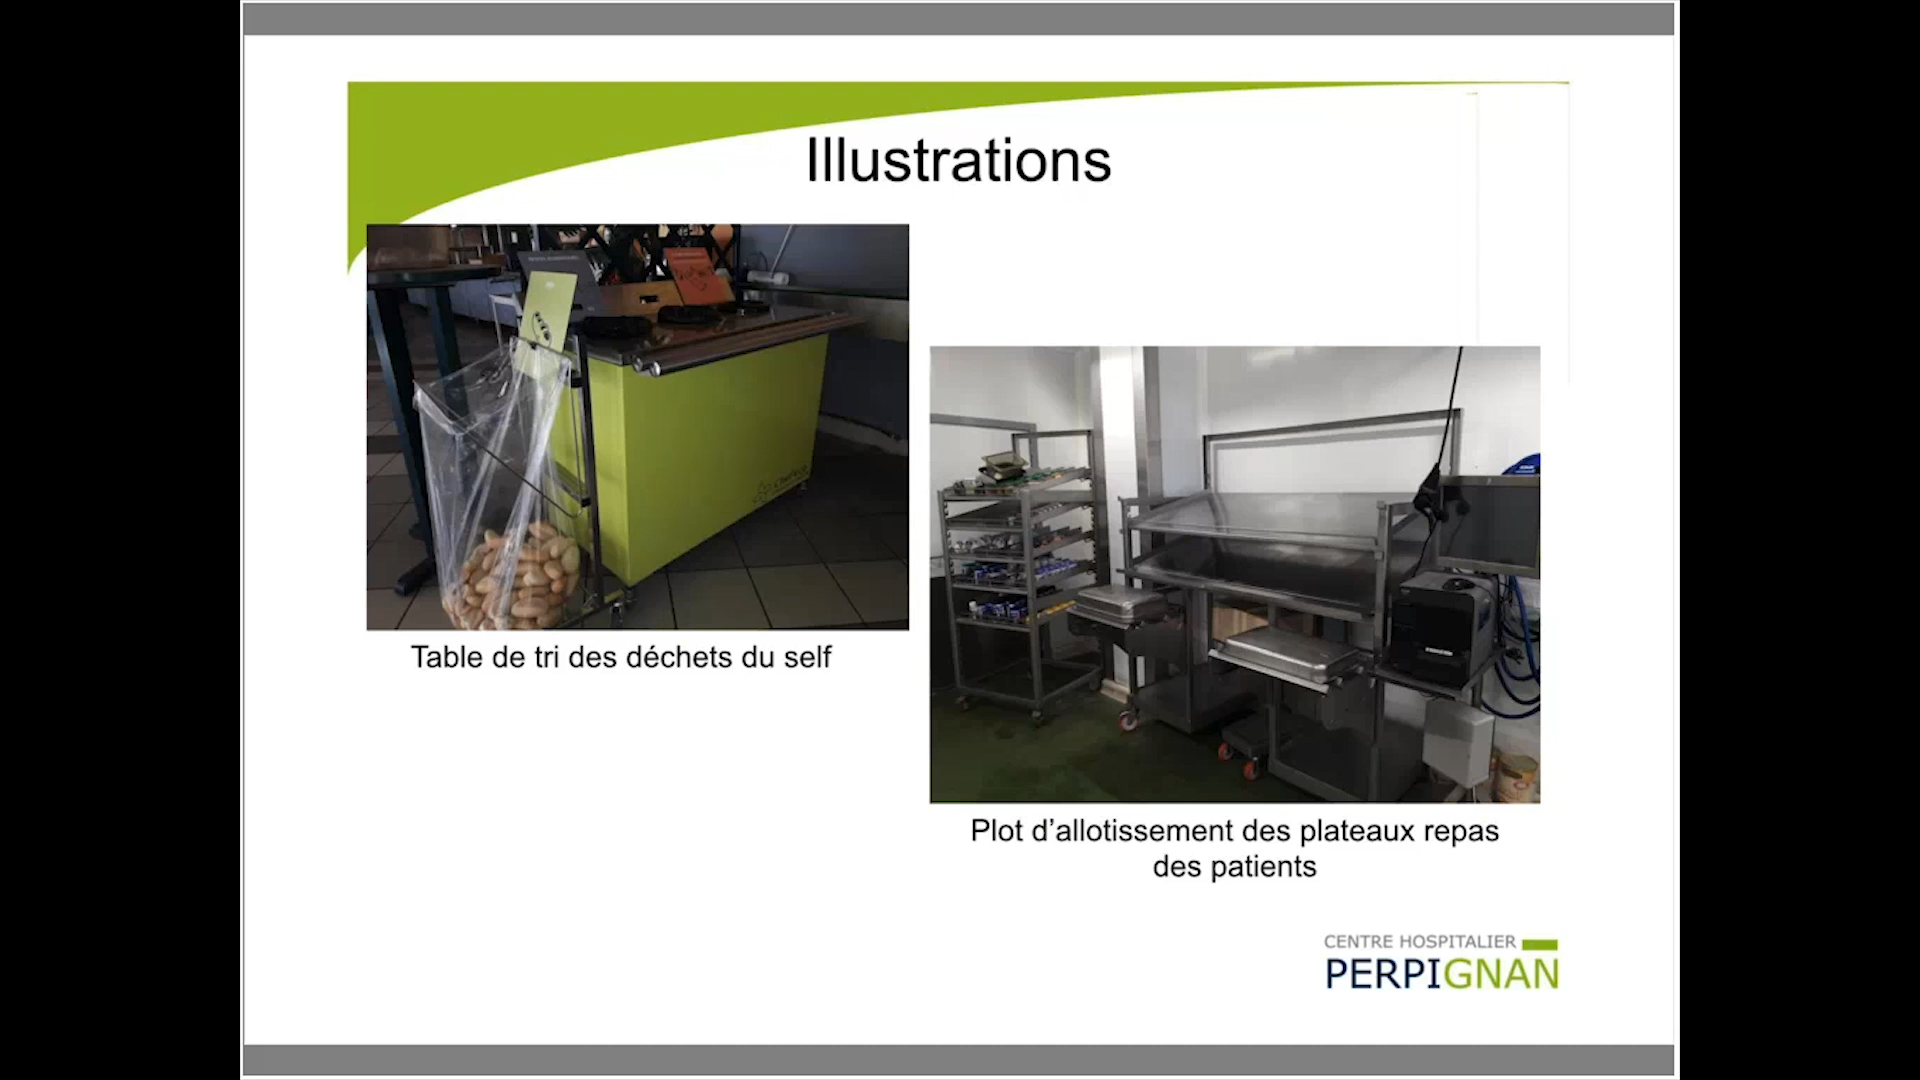 Illustrations
Table de tri des déchets du self
Plot d’allotissement des plateaux repas
des patients
CENTRE HOSPITALIER
PERPIGNAN